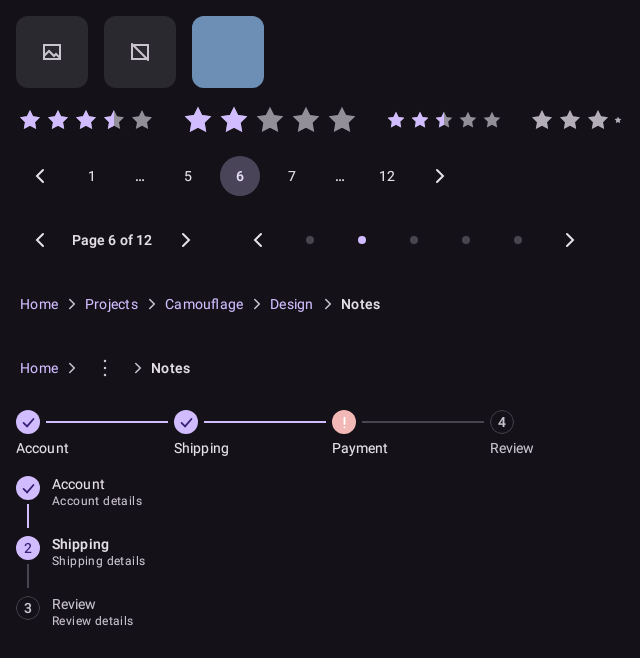 1 … 5 6 7 … 12
Page 6 of 12
Home Projects Camouflage Design Notes
Home Notes
! 4
Account Shipping Payment Review
Account
Account details
2 Shipping
Shipping details
3 Review
Review details